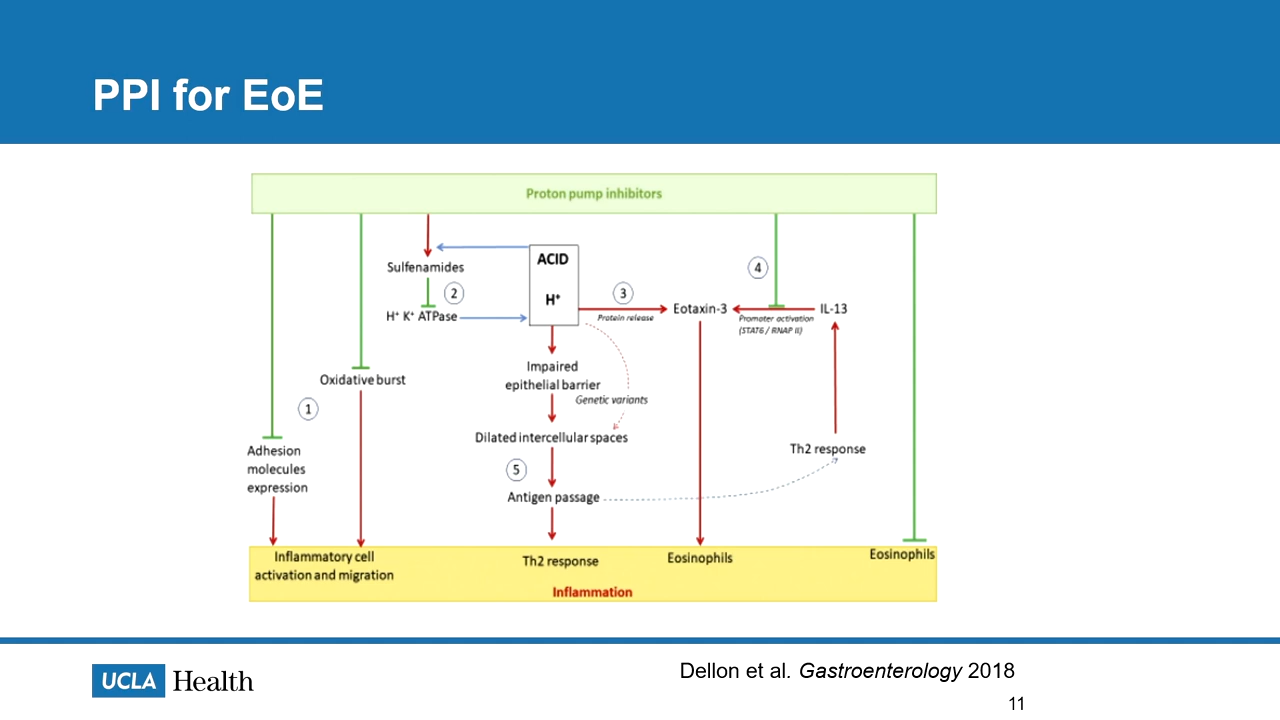 PPI for EoE
Proton pump inhibitors
Sulfenamides
H⁺ K⁺ ATPase
2
ACID
H⁺
3
Protein release
Eotaxin-3
4
Promoter activation
(STAT6 / RNAP II)
IL-13
Oxidative burst
1
Adhesion
molecules
expression
Impaired
epithelial barrier
Genetic variants
Dilated intercellular spaces
5
Antigen passage
Th2 response
Inflammatory cell
activation and migration
Th2 response
Eosinophils
Eosinophils
Inflammation
UCLA Health
Dellon et al. Gastroenterology 2018
11